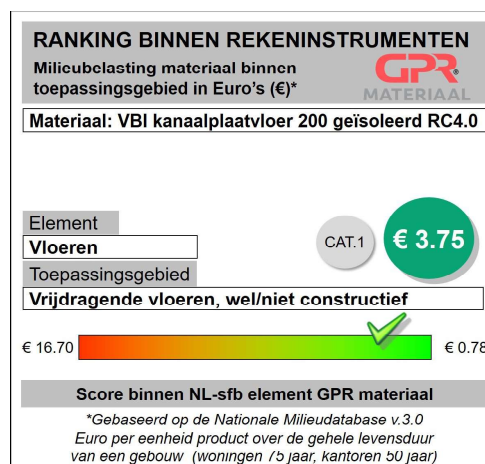 RANKING BINNEN REKENINSTRUMENTEN
Milieubelasting materiaal binnen
toepassingsgebied in Euro's (€)*
GPR®
MATERIAAL
Materiaal: VBI kanaalplaatvloer 200 geïsoleerd RC4.0
Element
Vloeren
CAT.1
€ 3.75
Toepassingsgebied
Vrijdragende vloeren, wel/niet constructief
€ 16.70
€ 0.78
Score binnen NL-sfb element GPR materiaal
*Gebaseerd op de Nationale Milieudatabase v.3.0
Euro per eenheid product over de gehele levensduur
van een gebouw (woningen 75 jaar, kantoren 50 jaar)